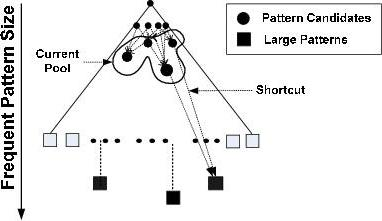 Frequent Pattern Size
Current
Pool
Pattern Candidates
Large Patterns
Shortcut